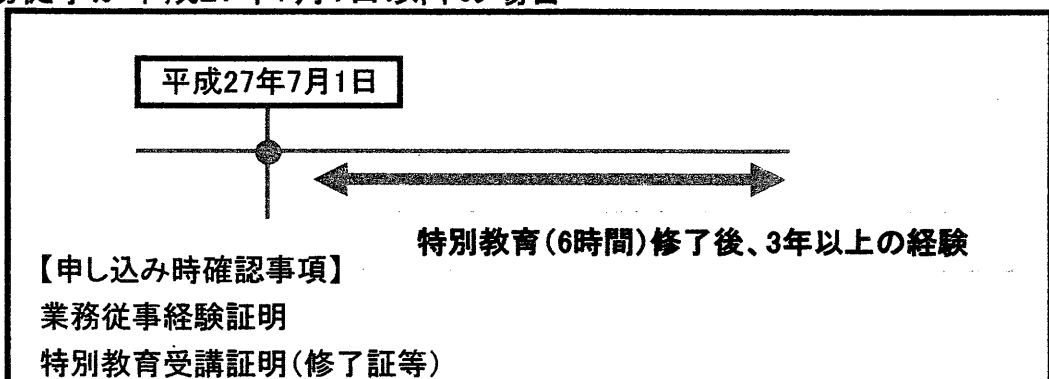 平成27年7月1日
特別教育(6時間)修了後、3年以上の経験
【申し込み時確認事項】
業務従事経験証明
特別教育受講証明(修了証等)